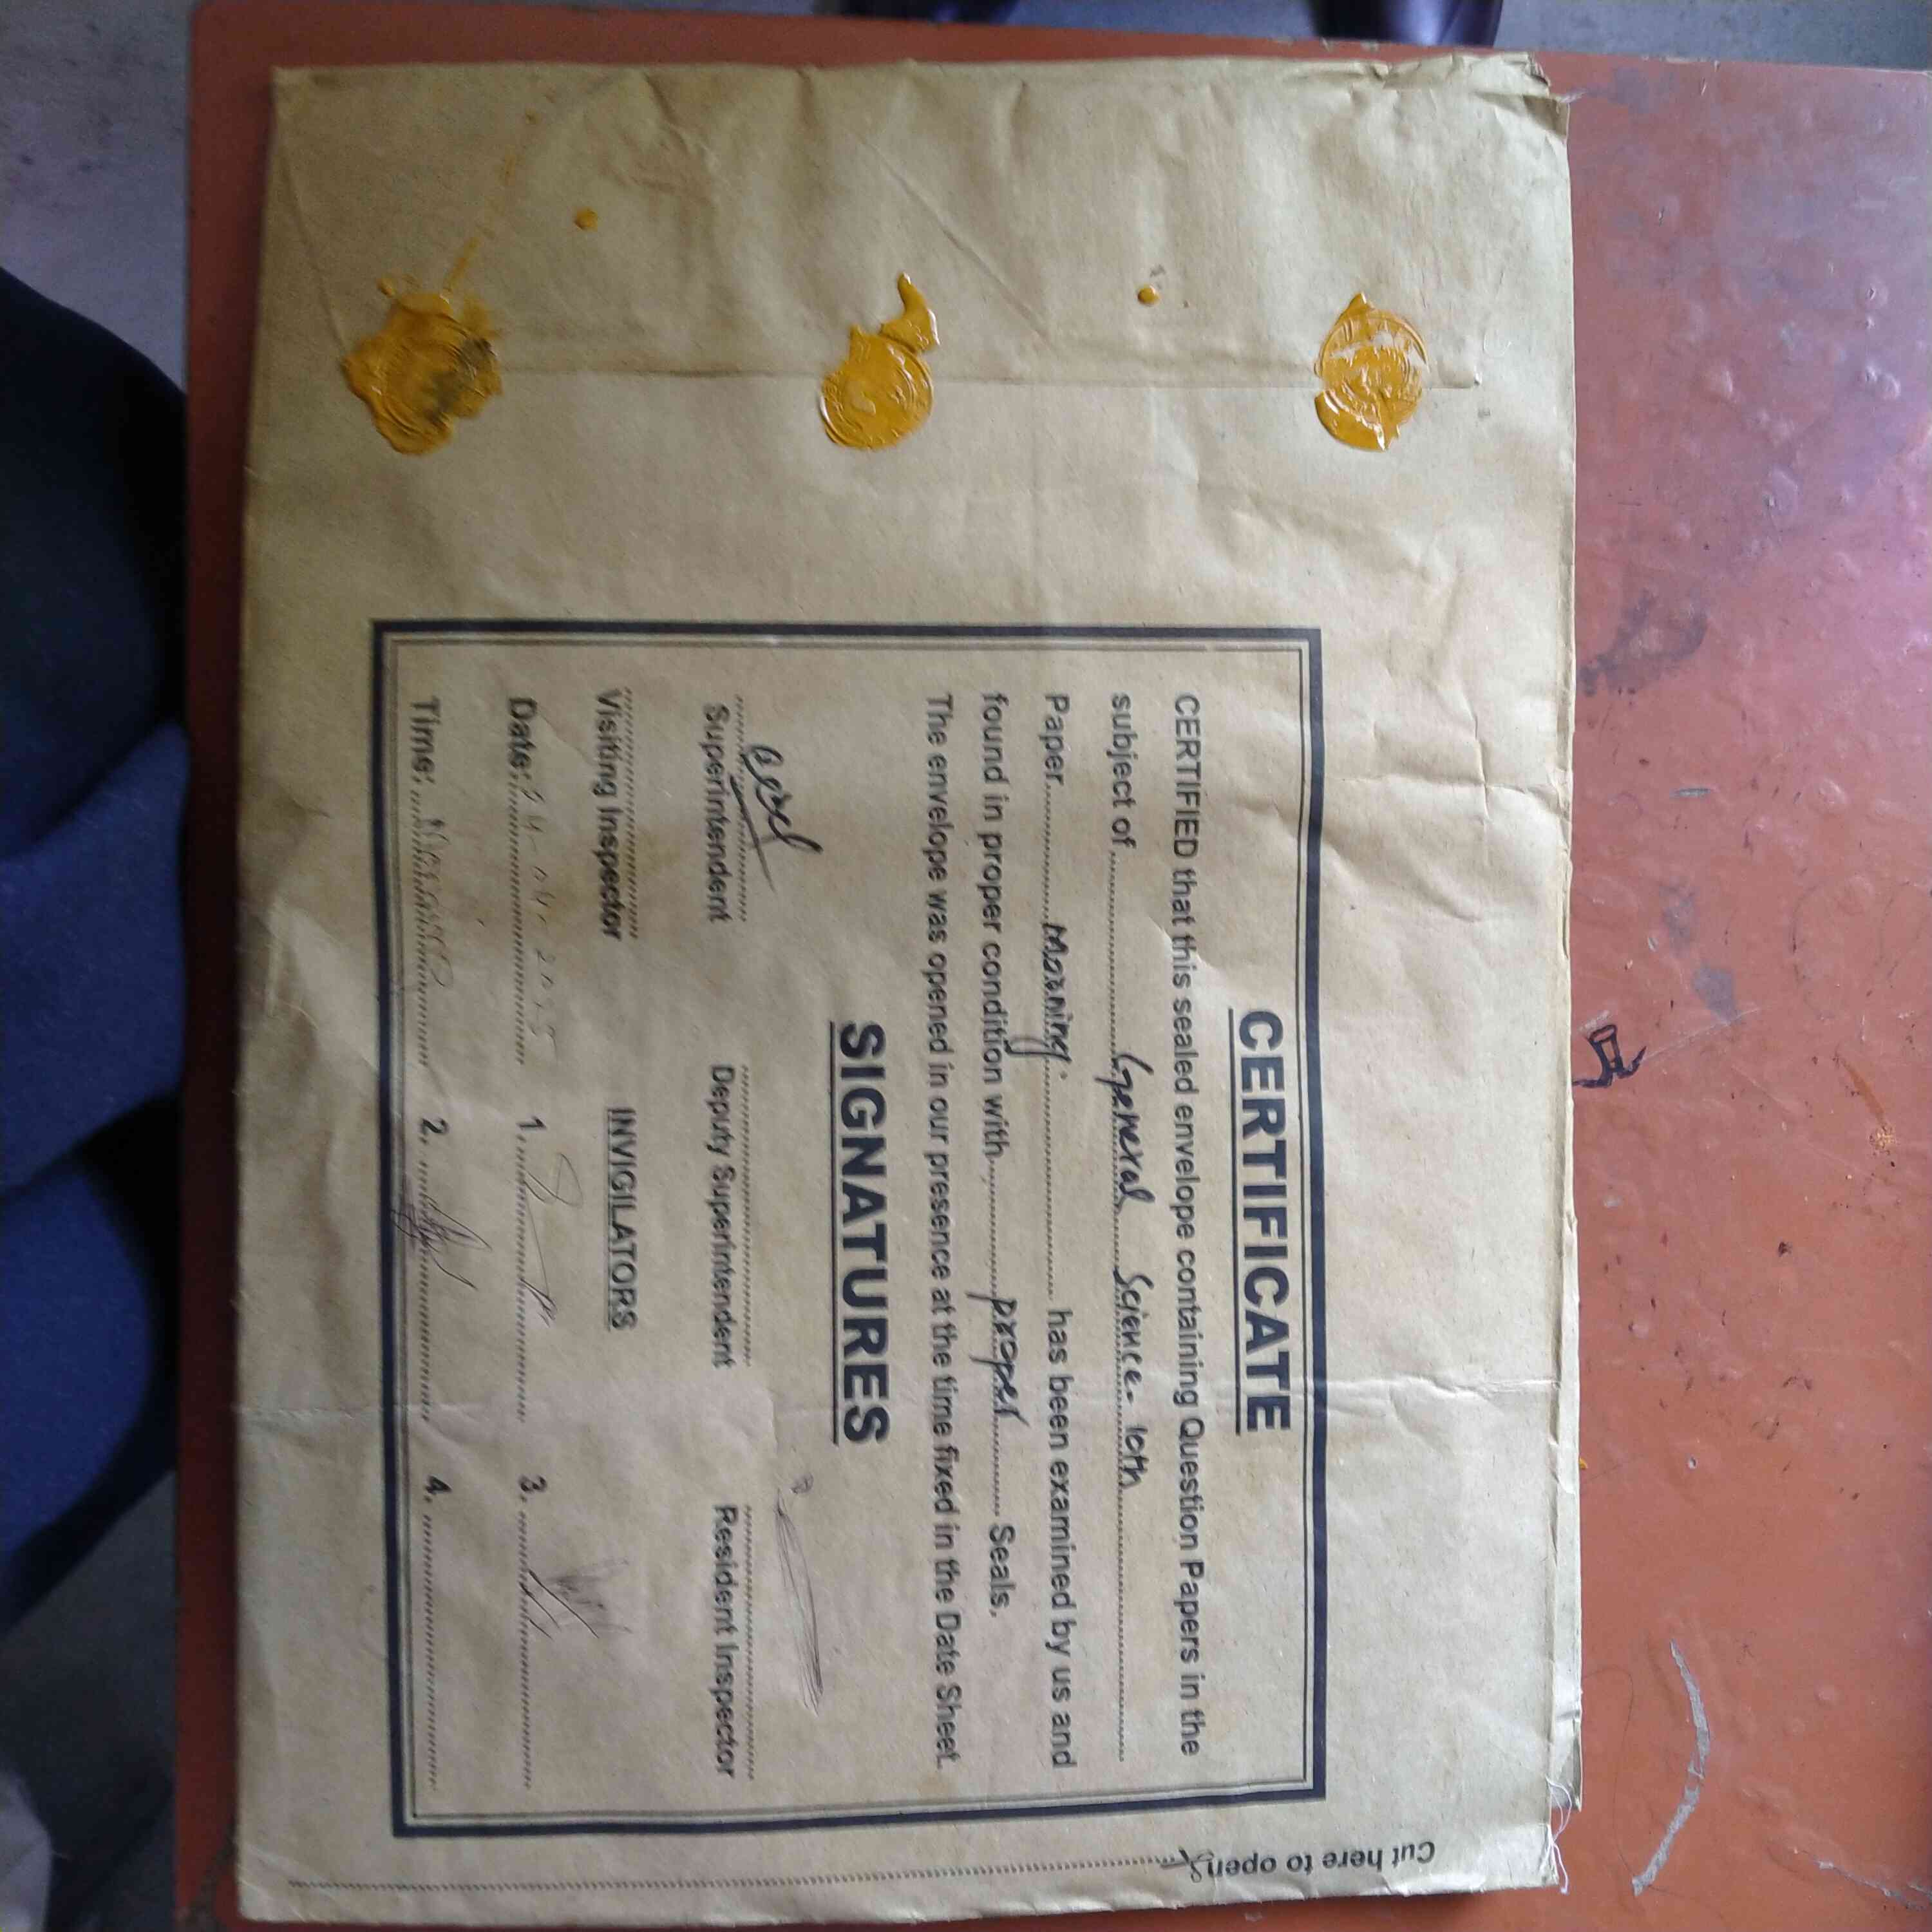 CERTIFICATE
CERTIFIED that this sealed envelope containing Question Papers in the
subject of General Science. 10th
Paper Morning. has been examined by us and
found in proper condition with proper Seals.
The envelope was opened in our presence at the time fixed in the Date Sheet.
SIGNATURES
Superintendent Deputy Superintendent Resident Inspector
Visiting Inspector INVIGILATORS
Date: 1. 3.
Time: 2. 4.
Cut here to open